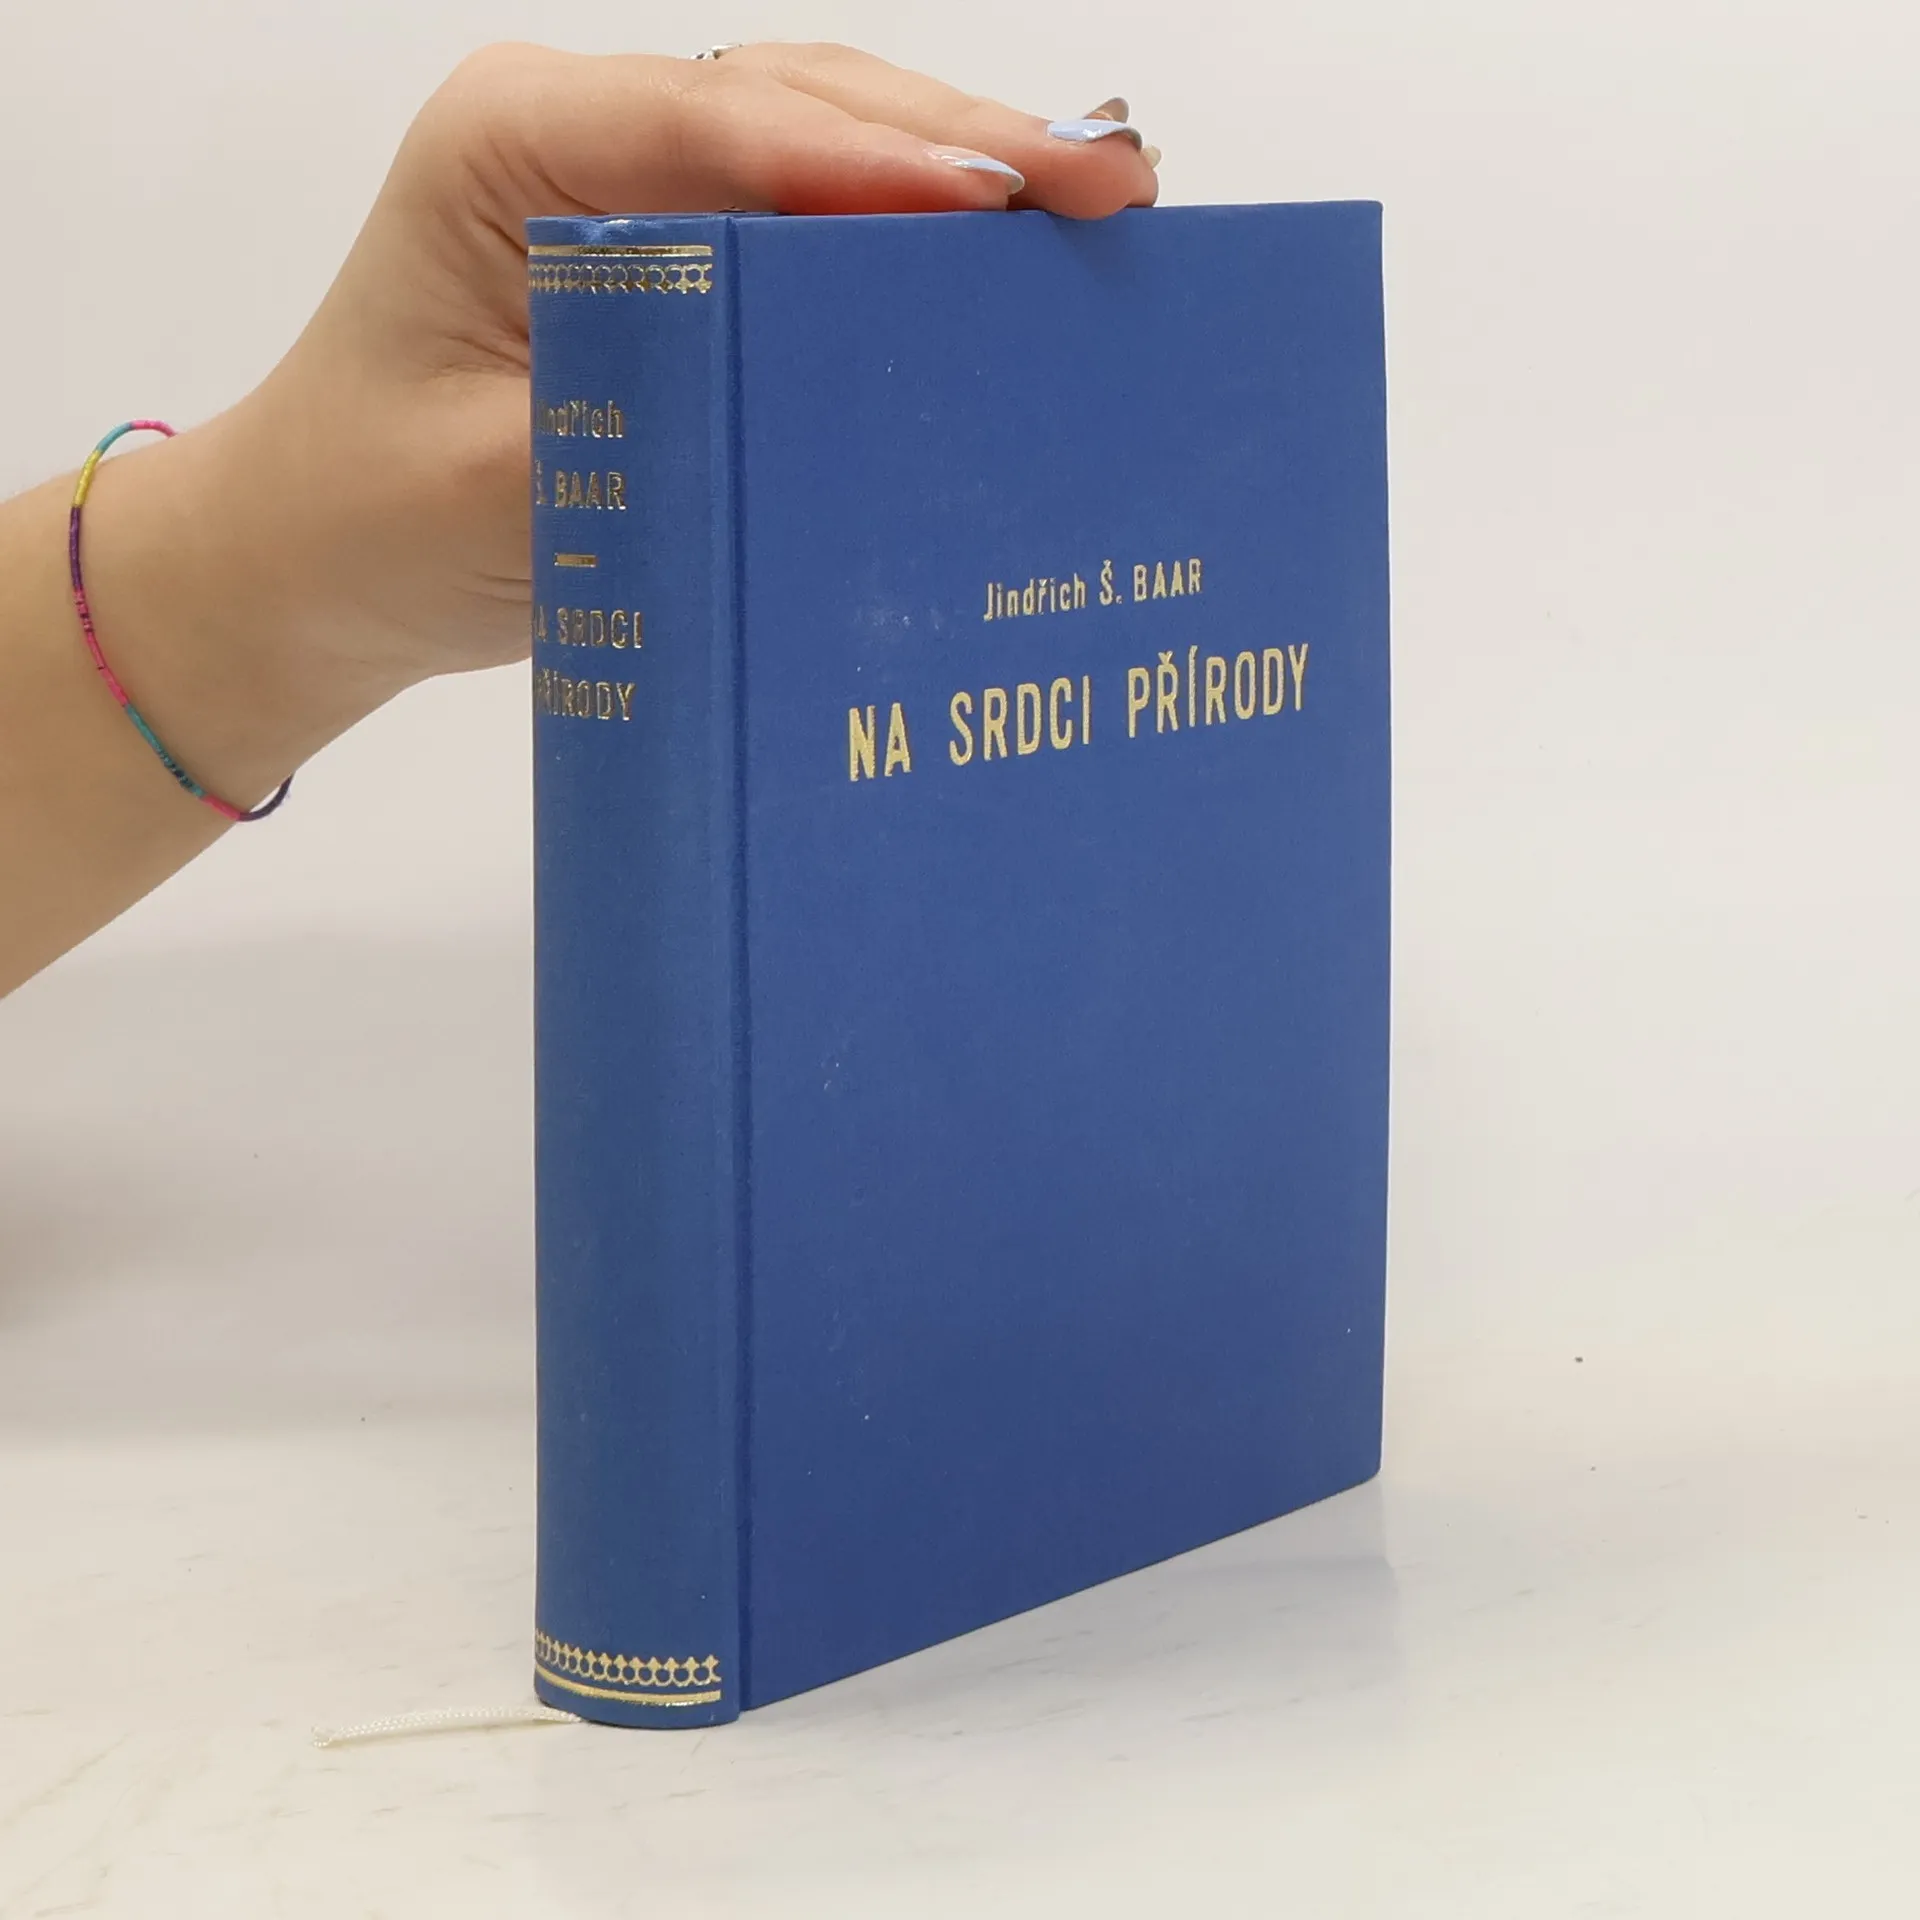 Jindřich
Š. BAAR
NA SRDCI
PŘÍRODY
Jindřich Š. BAAR
NA SRDCI PŘÍRODY